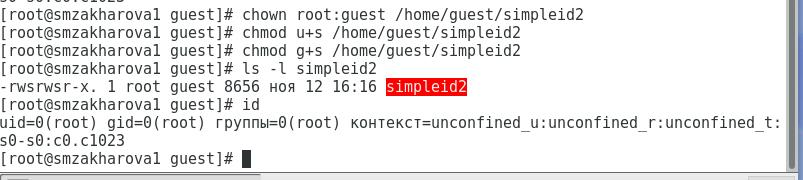 [root@smzakharova1 guest]# chown root:guest /home/guest/simpleid2
[root@smzakharova1 guest]# chmod u+s /home/guest/simpleid2
[root@smzakharova1 guest]# chmod g+s /home/guest/simpleid2
[root@smzakharova1 guest]# ls -l simpleid2
-rwsrwsr-x. 1 root guest 8656 ноя 12 16:16 simpleid2
[root@smzakharova1 guest]# id
uid=0(root) gid=0(root) группы=0(root) контекст=unconfined_u:unconfined_r:unconfined_t:
s0-s0:c0.c1023
[root@smzakharova1 guest]#